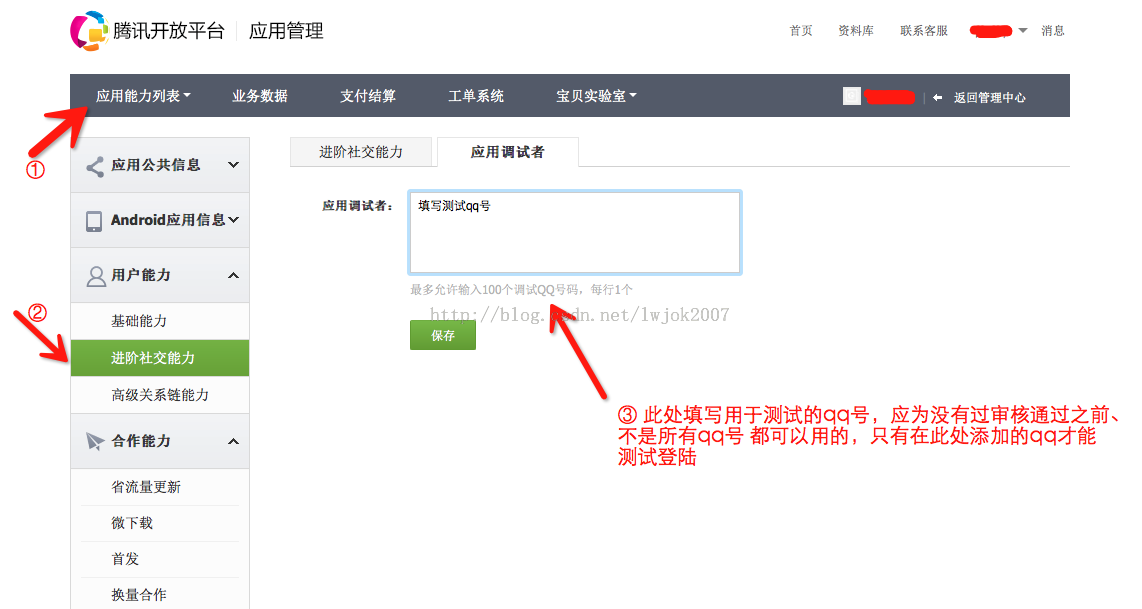 腾讯开放平台 应用管理
首页 资料库 联系客服 消息
应用能力列表 业务数据 支付结算 工单系统 宝贝实验室 返回管理中心
①
应用公共信息
Android应用信息
用户能力
②
基础能力
进阶社交能力
高级关系链能力
合作能力
省流量更新
微下载
首发
换量合作
进阶社交能力 应用调试者
应用调试者: 填写测试qq号
最多允许输入100个调试QQ号码，每行1个
http://blog.csdn.net/lwjok2007
保存
③ 此处填写用于测试的qq号，应为没有过审核通过之前、
不是所有qq号 都可以用的，只有在此处添加的qq才能
测试登陆